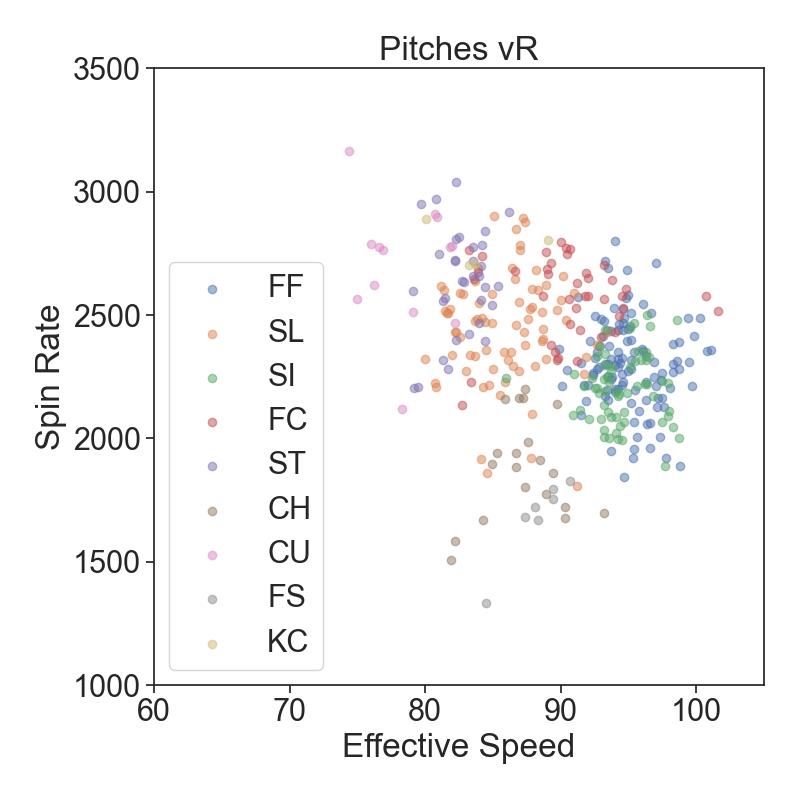 Pitches vR
3500
3000
2500
2000
1500
1000
Spin Rate
FF
SL
SI
FC
ST
CH
CU
FS
KC
60 70 80 90 100
Effective Speed